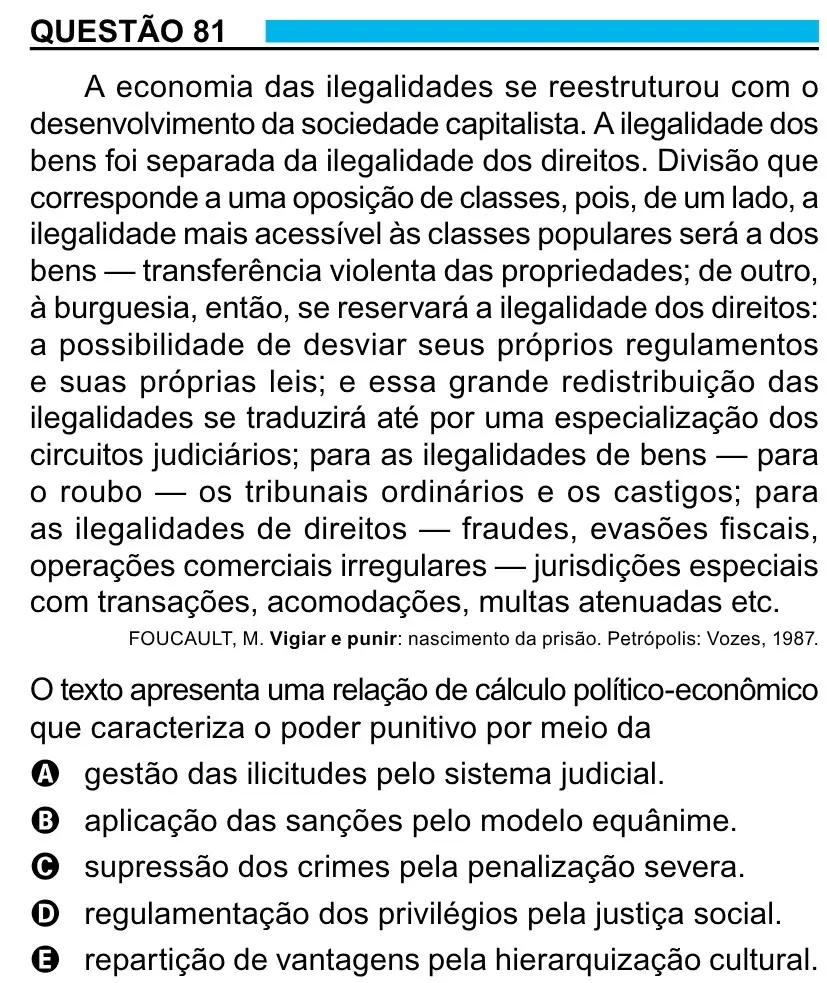 QUESTÃO 81
A economia das ilegalidades se reestruturou com o
desenvolvimento da sociedade capitalista. A ilegalidade dos
bens foi separada da ilegalidade dos direitos. Divisão que
corresponde a uma oposição de classes, pois, de um lado, a
ilegalidade mais acessível às classes populares será a dos
bens — transferência violenta das propriedades; de outro,
à burguesia, então, se reservará a ilegalidade dos direitos:
a possibilidade de desviar seus próprios regulamentos
e suas próprias leis; e essa grande redistribuição das
ilegalidades se traduzirá até por uma especialização dos
circuitos judiciários; para as ilegalidades de bens — para
o roubo — os tribunais ordinários e os castigos; para
as ilegalidades de direitos — fraudes, evasões fiscais,
operações comerciais irregulares — jurisdições especiais
com transações, acomodações, multas atenuadas etc.
FOUCAULT, M. Vigiar e punir: nascimento da prisão. Petrópolis: Vozes, 1987.
O texto apresenta uma relação de cálculo político-econômico
que caracteriza o poder punitivo por meio da
A gestão das ilicitudes pelo sistema judicial.
B aplicação das sanções pelo modelo equânime.
C supressão dos crimes pela penalização severa.
D regulamentação dos privilégios pela justiça social.
E repartição de vantagens pela hierarquização cultural.